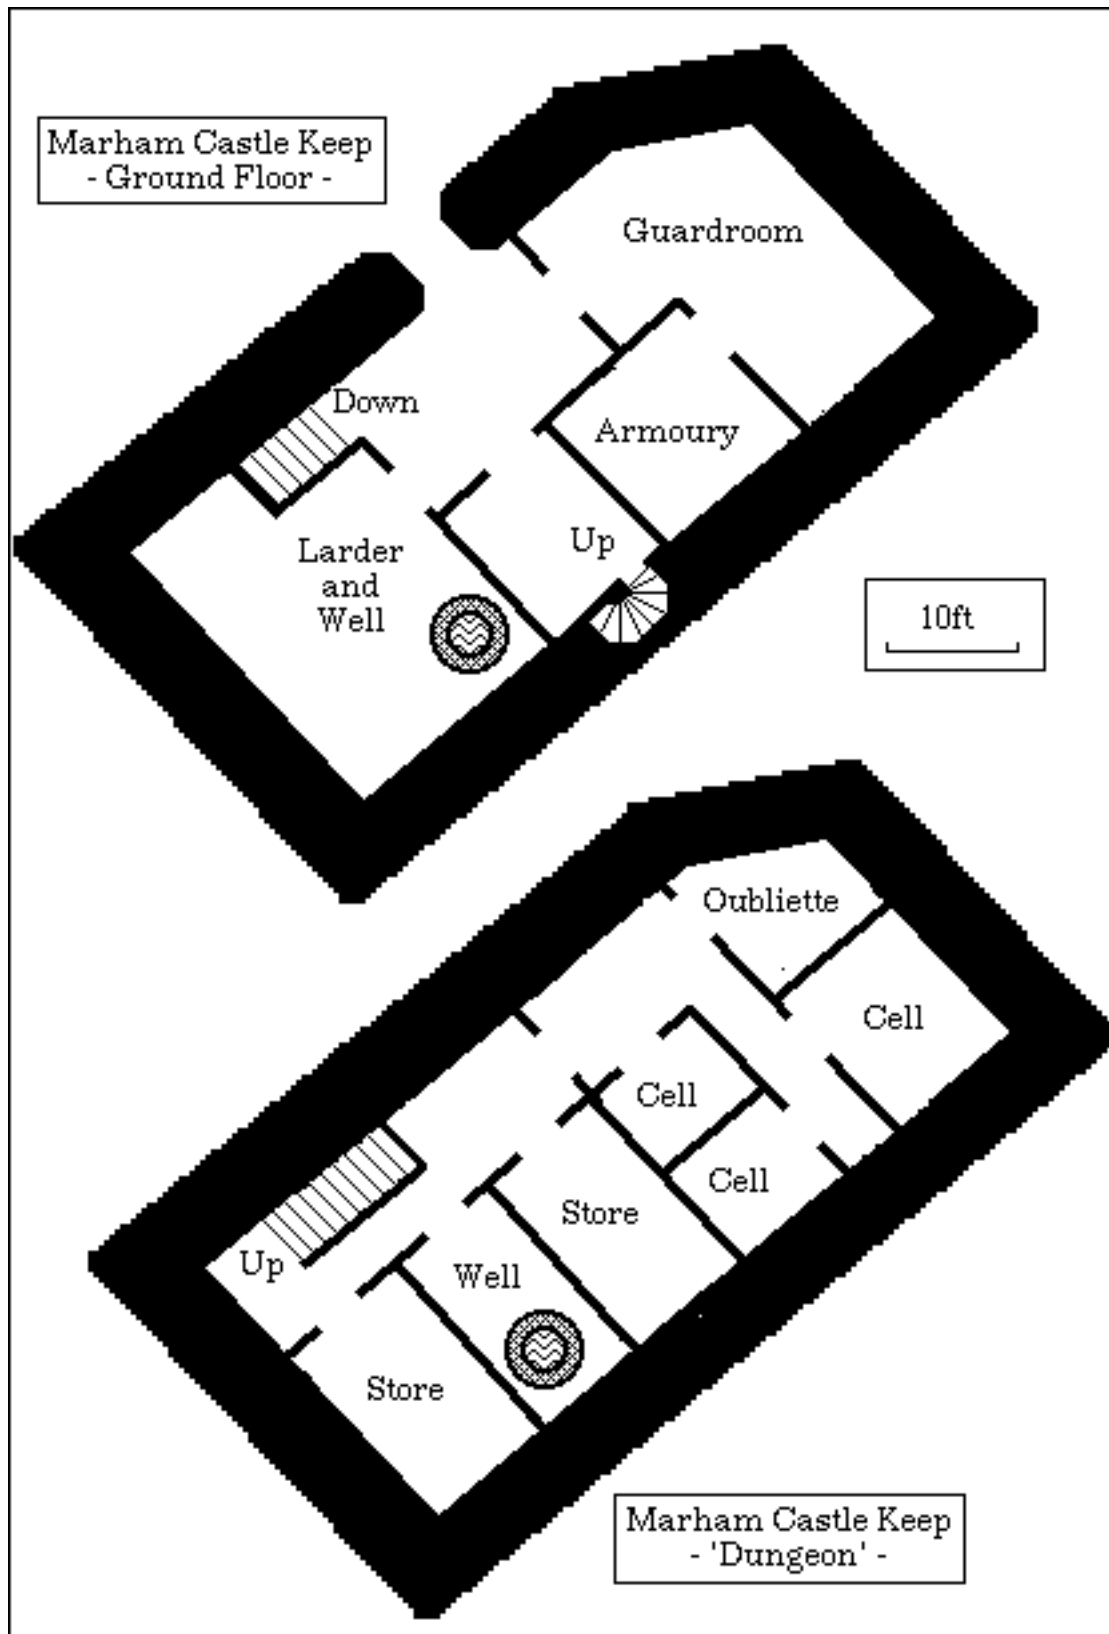 Marham Castle Keep
- Ground Floor -
Guardroom
Down
Armoury
Up
Larder
and
Well
10ft
Oubliette
Cell
Cell
Cell
Store
Up
Well
Store
Marham Castle Keep
- 'Dungeon' -